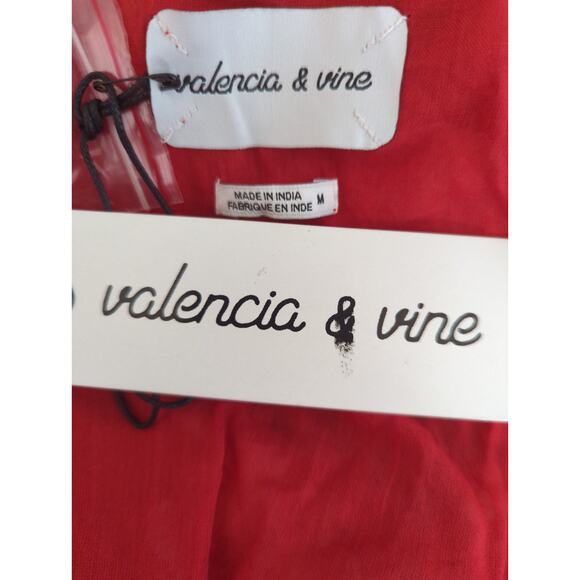 valencia & vine
MADE IN INDIA
FABRIQUE EN INDE
M
valencia & vine